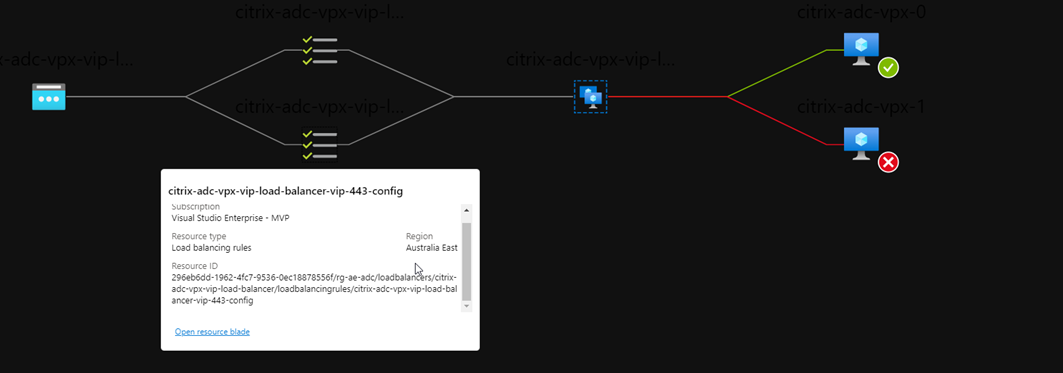 citrix-adc-vpx-vip-l...
citrix-adc-vpx-0
x-adc-vpx-vip-l...
citrix-adc-vpx-vip-l...
citrix-adc-vpx-vip-l...
citrix-adc-vpx-1
citrix-adc-vpx-vip-load-balancer-vip-443-config
Subscription
Visual Studio Enterprise - MVP
Resource type
Region
Load balancing rules
Australia East
Resource ID
296eb6dd-1962-4fc7-9536-0ec18878556f/rg-ae-adc/loadbalancers/citrix-
adc-vpx-vip-load-balancer/loadbalancingrules/citrix-adc-vpx-vip-load-bal
ancer-vip-443-config
Open resource blade